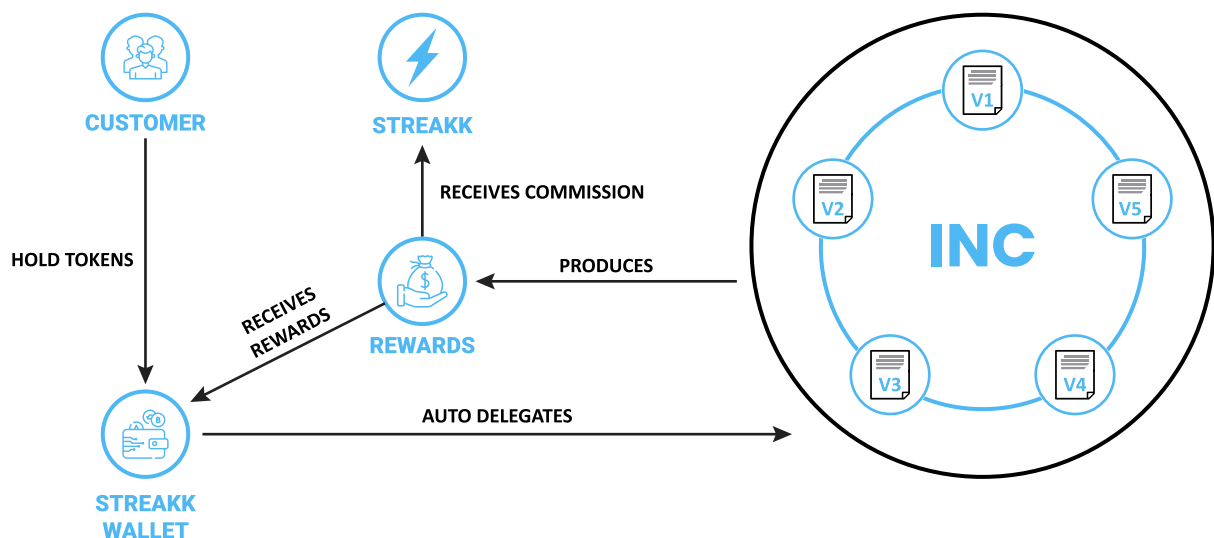 CUSTOMER
STREAKK
V1
V2
V5
INC
V3
V4
RECEIVES COMMISSION
HOLD TOKENS
PRODUCES
$
RECEIVES
REWARDS
REWARDS
AUTO DELEGATES
B
STREAKK
WALLET